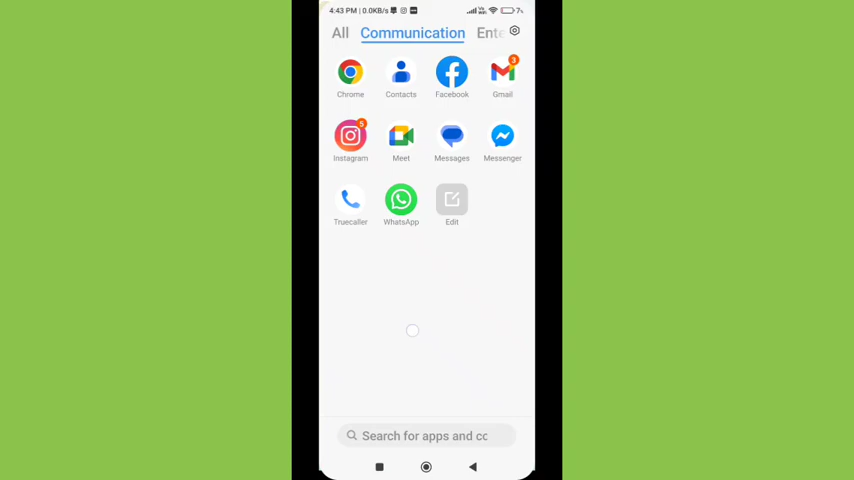 4:43 PM | 0.0KB/s 7%
All Communication Ente
Chrome Contacts Facebook Gmail
3
5
Instagram Meet Messages Messenger
Truecaller WhatsApp Edit
Search for apps and cc